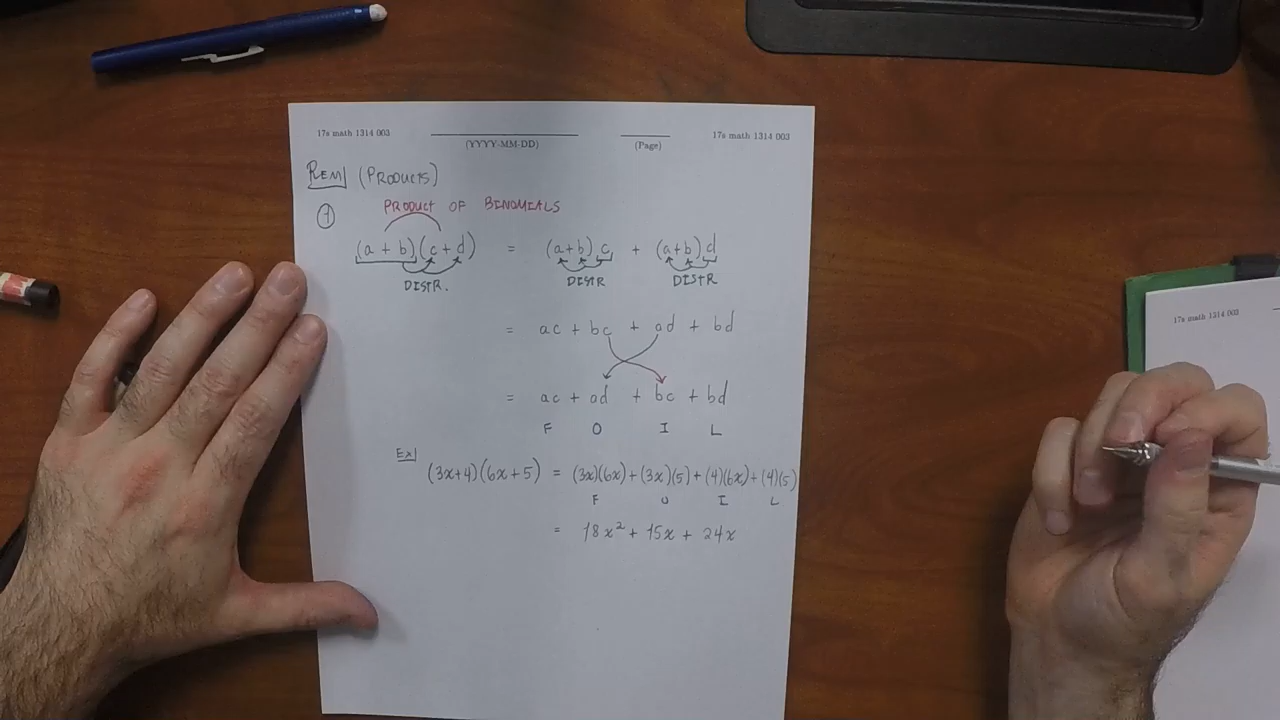 17s math 1314 003 (YYYY-MM-DD) (Page) 17s math 1314 003
REM (PRODUCTS)
1 PRODUCT OF BINOMIALS
(a + b)(c + d) = (a+b) c + (a+b) d
DISTR. DISTR DISTR
= ac + bc + ad + bd
= ac + ad + bc + bd
F O I L
EX
(3x+4)(6x+5) = (3x)(6x)+(3x)(5)+(4)(6x)+(4)(5)
F O I L
= 18x² + 15x + 24x
17s math 1314 003